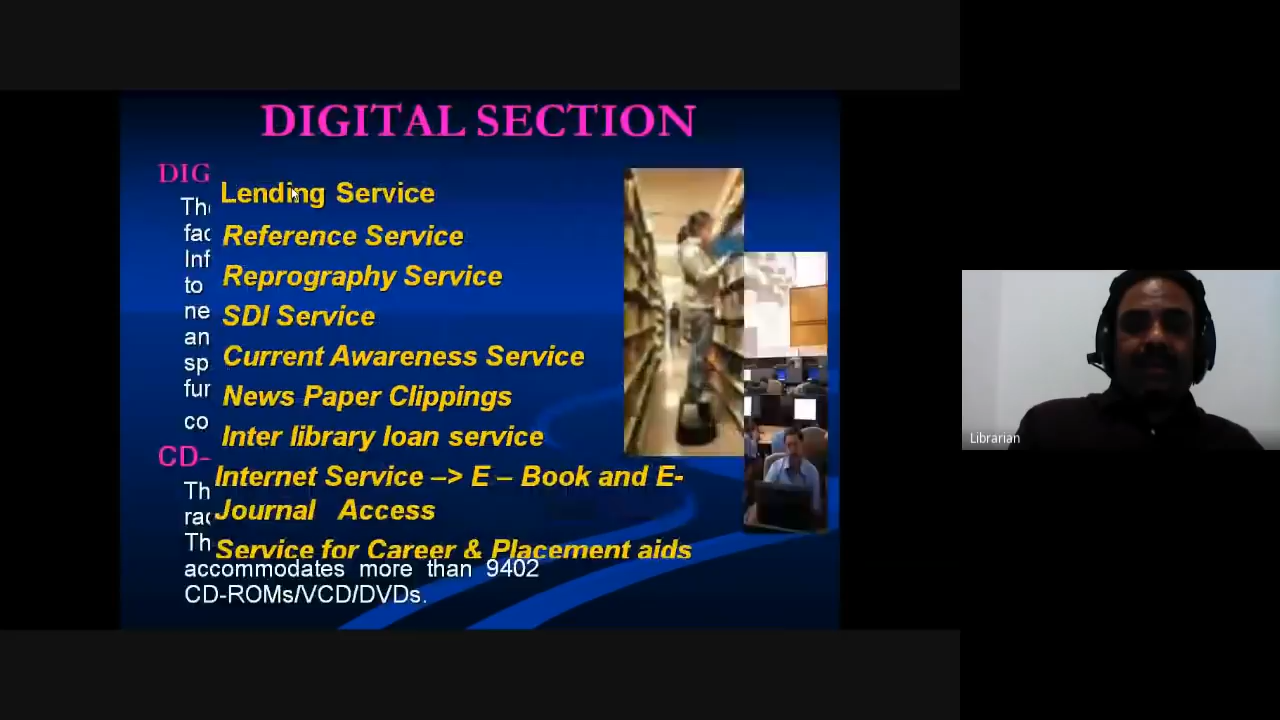 DIGITAL SECTION
DIG
Lending Service
The
fac
Reference Service
Inf
to
Reprography Service
ne
SDI Service
an
sp
Current Awareness Service
fur
News Paper Clippings
co
Inter library loan service
CD-
Internet Service –> E – Book and E-
Th
Journal Access
rac
Th
Service for Career & Placement aids
accommodates more than 9402
CD-ROMs/VCD/DVDs.
Librarian